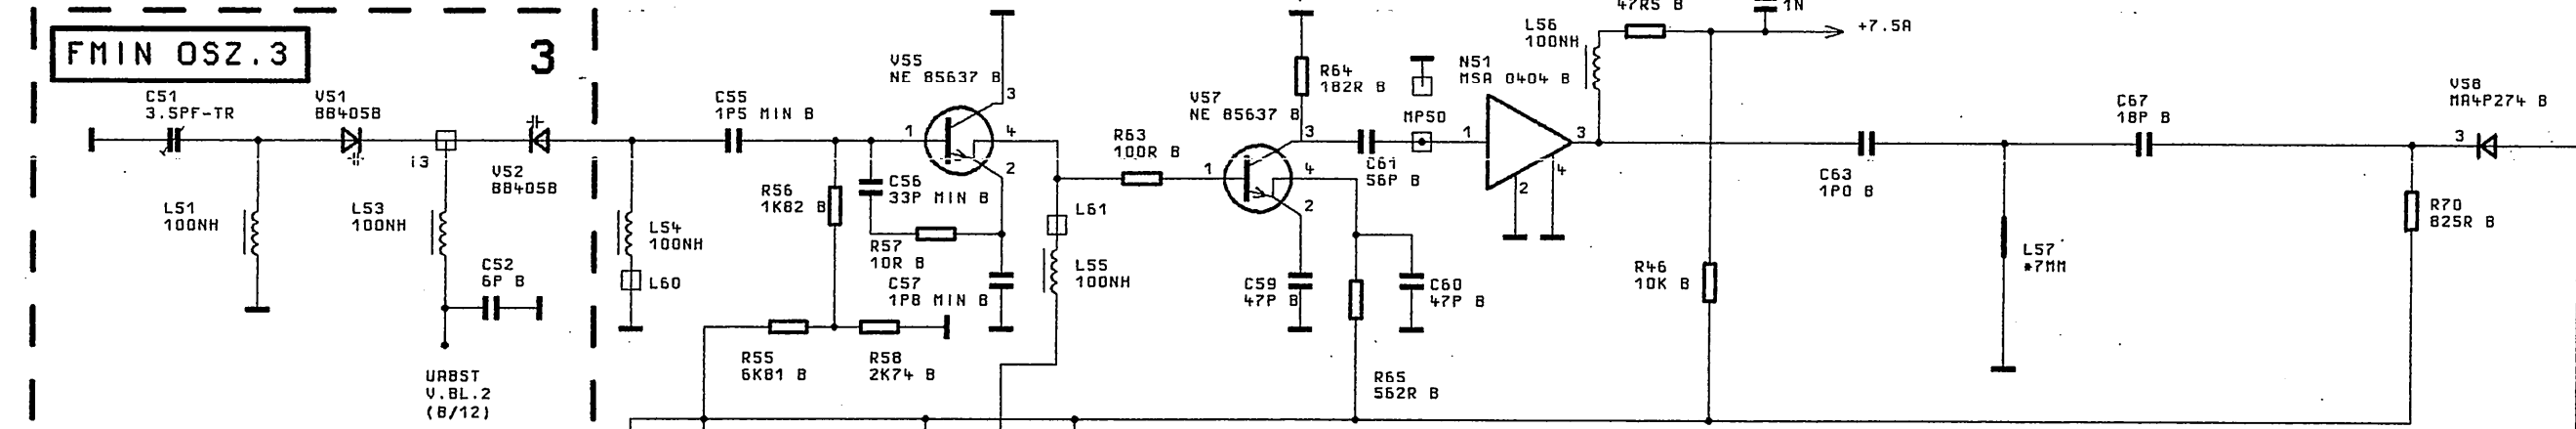 FMIN OSZ.3
3
C51
3.5PF-TR
V51
BB405B
i3
V52
BB405B
L51
100NH
L53
100NH
C52
6P B
UABST
V.BL.2
(8/12)
C55
1P5 MIN B
V55
NE 85637 B
3
1
4
2
R56
1K82 B
C56
33P MIN B
L54
100NH
L60
R57
10R B
C57
1P8 MIN B
R55
6K81 B
R58
2K74 B
L61
L55
100NH
R63
100R B
V57
NE 85637 B
R64
182R B
3
1
4
2
C61
56P B
MP50
C59
47P B
C60
47P B
R65
562R B
N51
MSA 0404 B
1
3
2
4
L56
100NH
47R5 B
1N
+7.5A
R46
10K B
C63
1P0 B
L57
*7MM
C67
18P B
V58
MA4P274 B
3
R70
825R B